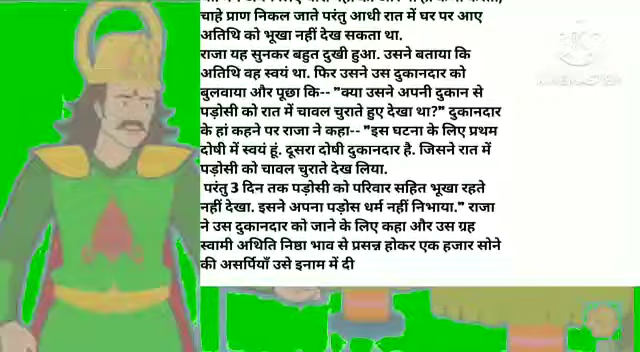 चाहे प्राण निकल जाते परंतु आधी रात में घर पर आए
अतिथि को भूखा नहीं देख सकता था.
राजा यह सुनकर बहुत दुखी हुआ. उसने बताया कि
अतिथि वह स्वयं था. फिर उसने उस दुकानदार को
बुलवाया और पूछा कि-- "क्या उसने अपनी दुकान से
पड़ोसी को रात में चावल चुराते हुए देखा था?" दुकानदार
के हां कहने पर राजा ने कहा-- "इस घटना के लिए प्रथम
दोषी में स्वयं हूं. दूसरा दोषी दुकानदार है. जिसने रात में
पड़ोसी को चावल चुराते देख लिया.
परंतु 3 दिन तक पड़ोसी को परिवार सहित भूखा रहते
नहीं देखा. इसने अपना पड़ोस धर्म नहीं निभाया." राजा
ने उस दुकानदार को जाने के लिए कहा और उस ग्रह
स्वामी अथिति निष्ठा भाव से प्रसन्न होकर एक हजार सोने
की असर्पियाँ उसे इनाम में दी
KINEMASTER